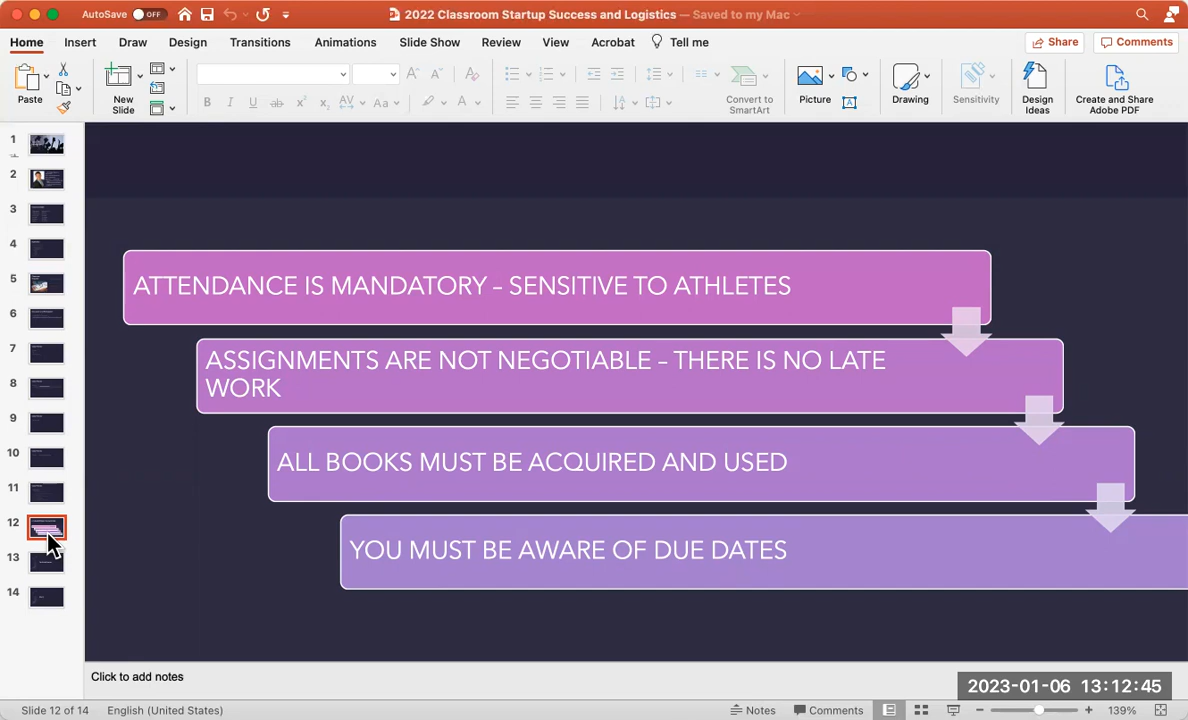 AutoSave OFF 2022 Classroom Startup Success and Logistics — Saved to my Mac
Home Insert Draw Design Transitions Animations Slide Show Review View Acrobat Tell me Share Comments
Paste
New
Slide
Convert to
SmartArt
Picture
Drawing
Sensitivity
Design
Ideas
Create and Share
Adobe PDF
1
2
3
4
5
6
7
8
9
10
11
12
13
14
ATTENDANCE IS MANDATORY – SENSITIVE TO ATHLETES
ASSIGNMENTS ARE NOT NEGOTIABLE – THERE IS NO LATE
WORK
ALL BOOKS MUST BE ACQUIRED AND USED
YOU MUST BE AWARE OF DUE DATES
Click to add notes
2023-01-06 13:12:45
Slide 12 of 14 English (United States) Notes Comments 139%